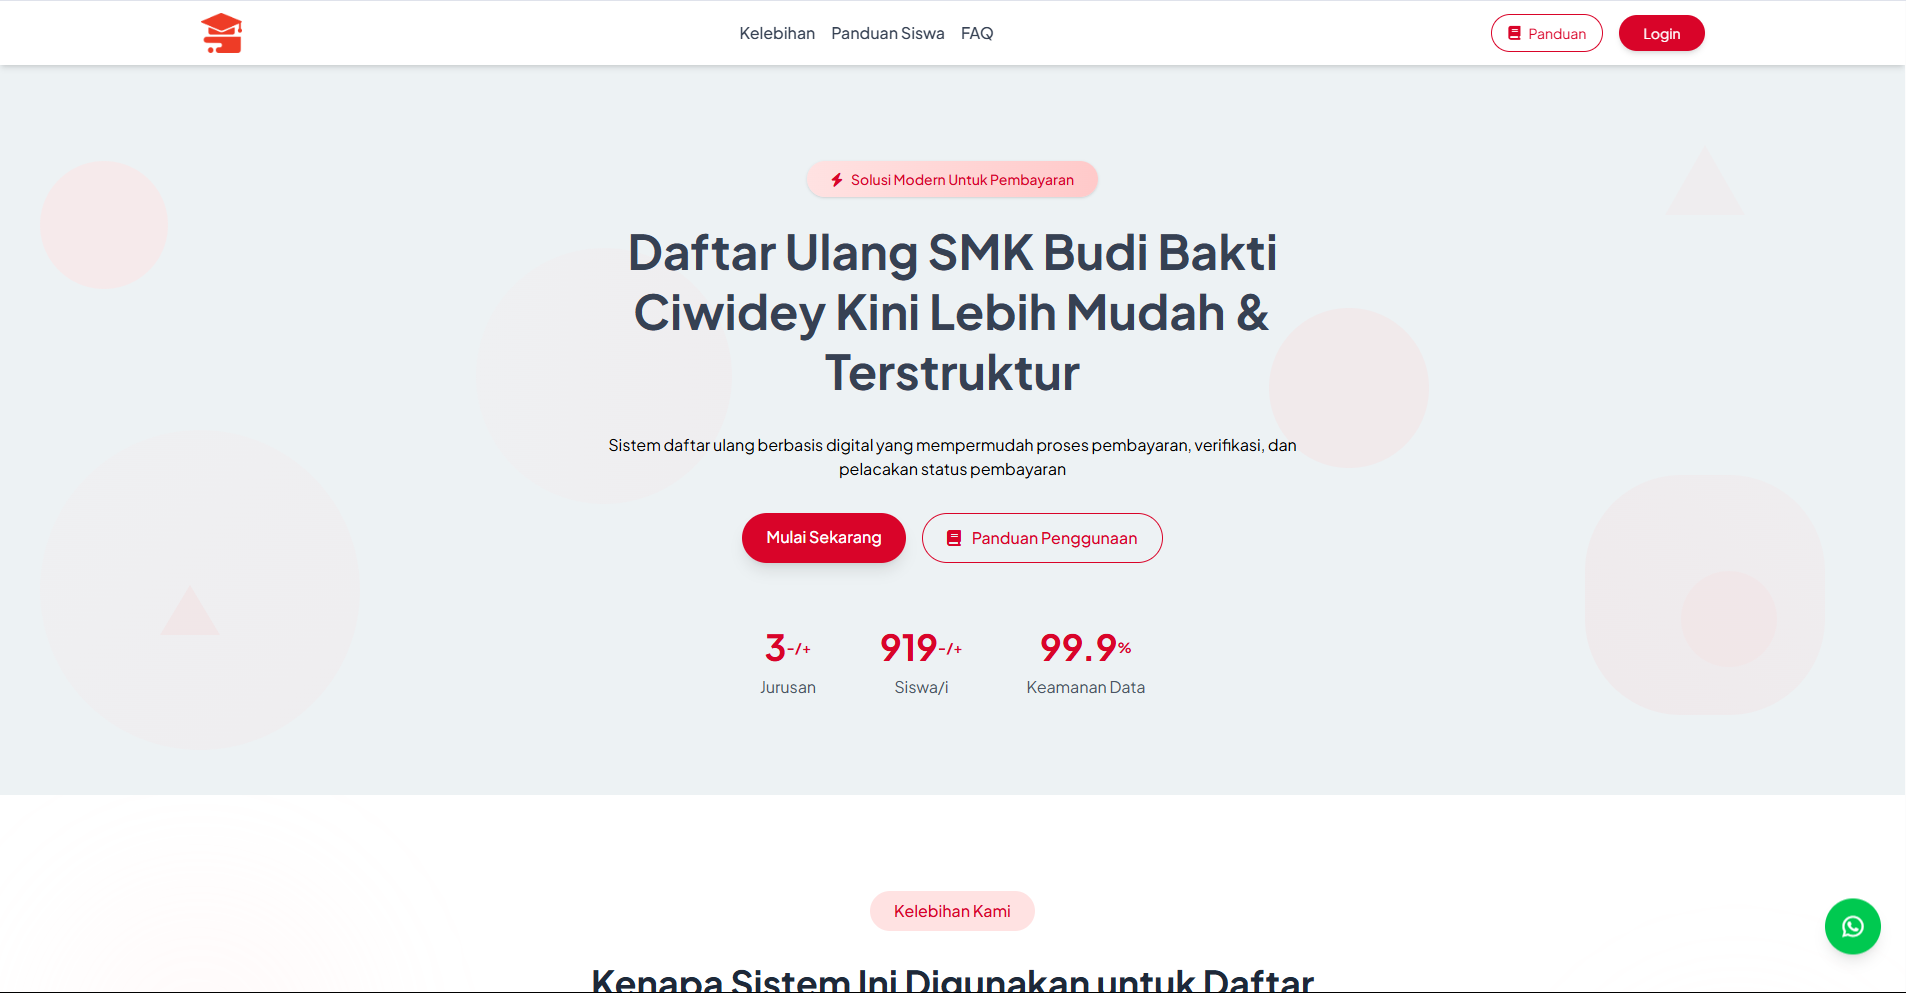 Kelebihan Panduan Siswa FAQ
Panduan
Login
Solusi Modern Untuk Pembayaran
Daftar Ulang SMK Budi Bakti
Ciwidey Kini Lebih Mudah &
Terstruktur
Sistem daftar ulang berbasis digital yang mempermudah proses pembayaran, verifikasi, dan
pelacakan status pembayaran
Mulai Sekarang
Panduan Penggunaan
3-/+
Jurusan
919-/+
Siswa/i
99.9%
Keamanan Data
Kelebihan Kami
Kenapa Sistem Ini Digunakan untuk Daftar